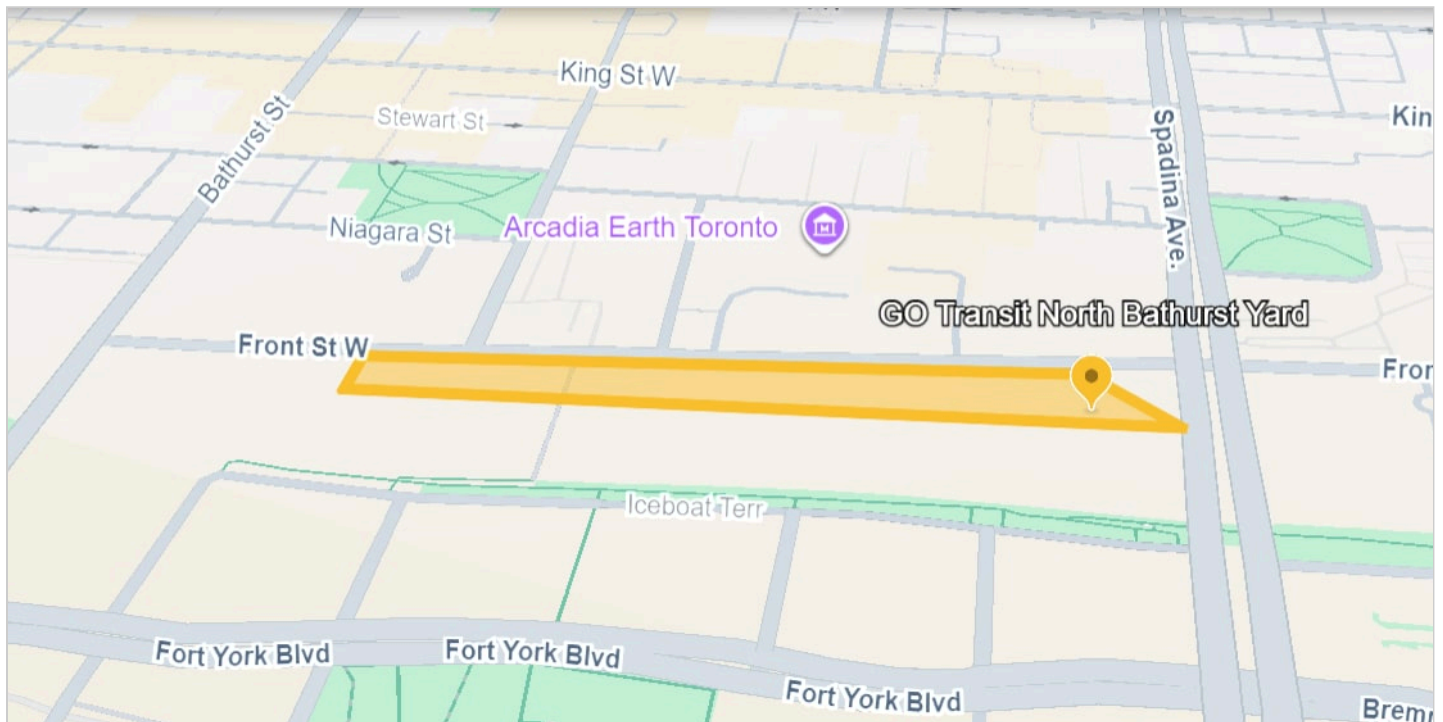 King St W
Stewart St
Bathurst St
Kin
Spadina Ave.
Niagara St
Arcadia Earth Toronto
GO Transit North Bathurst Yard
Front St W
Fron
Iceboat Terr
Fort York Blvd
Fort York Blvd
Fort York Blvd
Brem